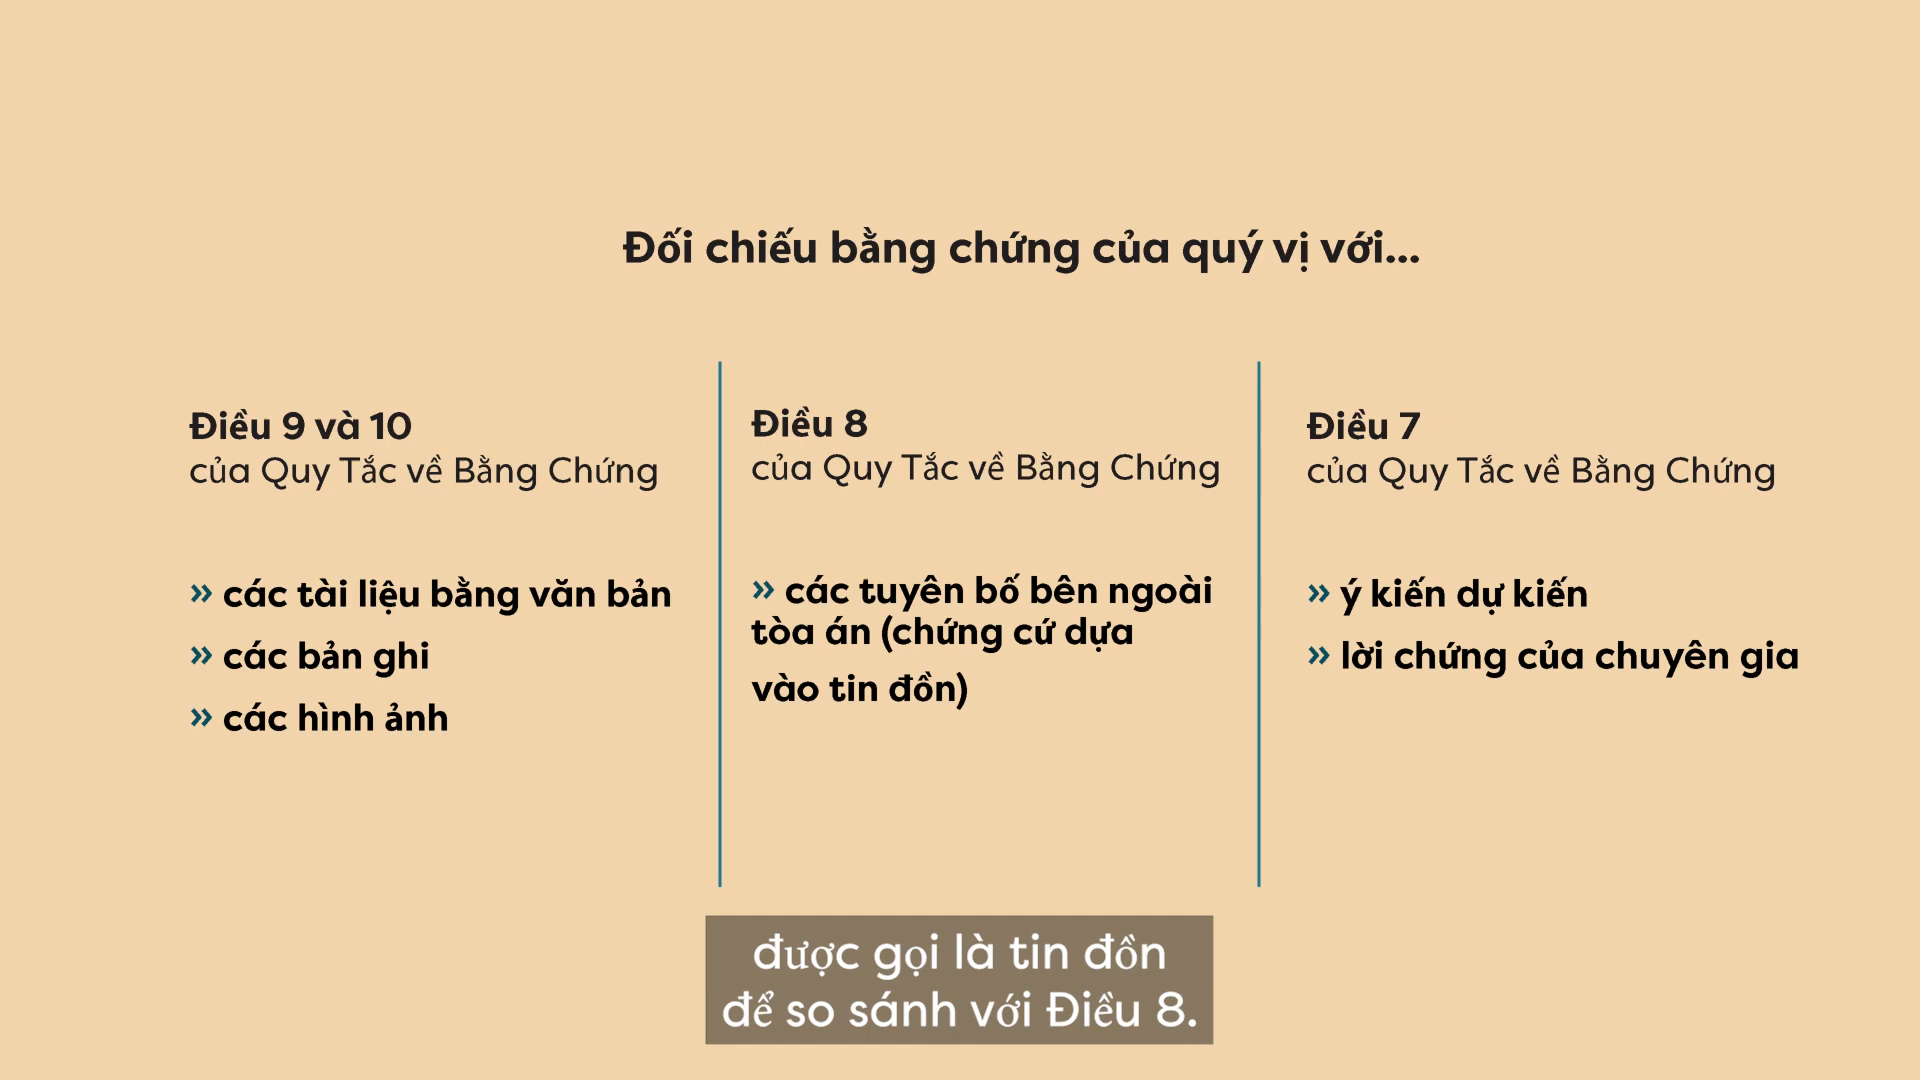 Đối chiếu bằng chứng của quý vị với...
Điều 9 và 10
của Quy Tắc về Bằng Chứng
» các tài liệu bằng văn bản
» các bản ghi
» các hình ảnh
Điều 8
của Quy Tắc về Bằng Chứng
» các tuyên bố bên ngoài
tòa án (chứng cứ dựa
vào tin đồn)
Điều 7
của Quy Tắc về Bằng Chứng
» ý kiến dự kiến
» lời chứng của chuyên gia
được gọi là tin đồn
để so sánh với Điều 8.